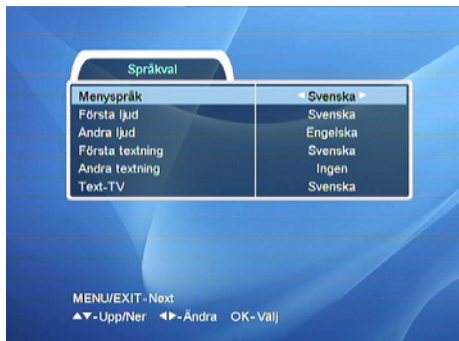 Språkval
Menyspråk ◄ Svenska ►
Första ljud Svenska
Andra ljud Engelska
Första textning Svenska
Andra textning Ingen
Text-TV Svenska
MENU/EXIT-Next
▲▼-Upp/Ner ◄►-Ändra OK-Välj